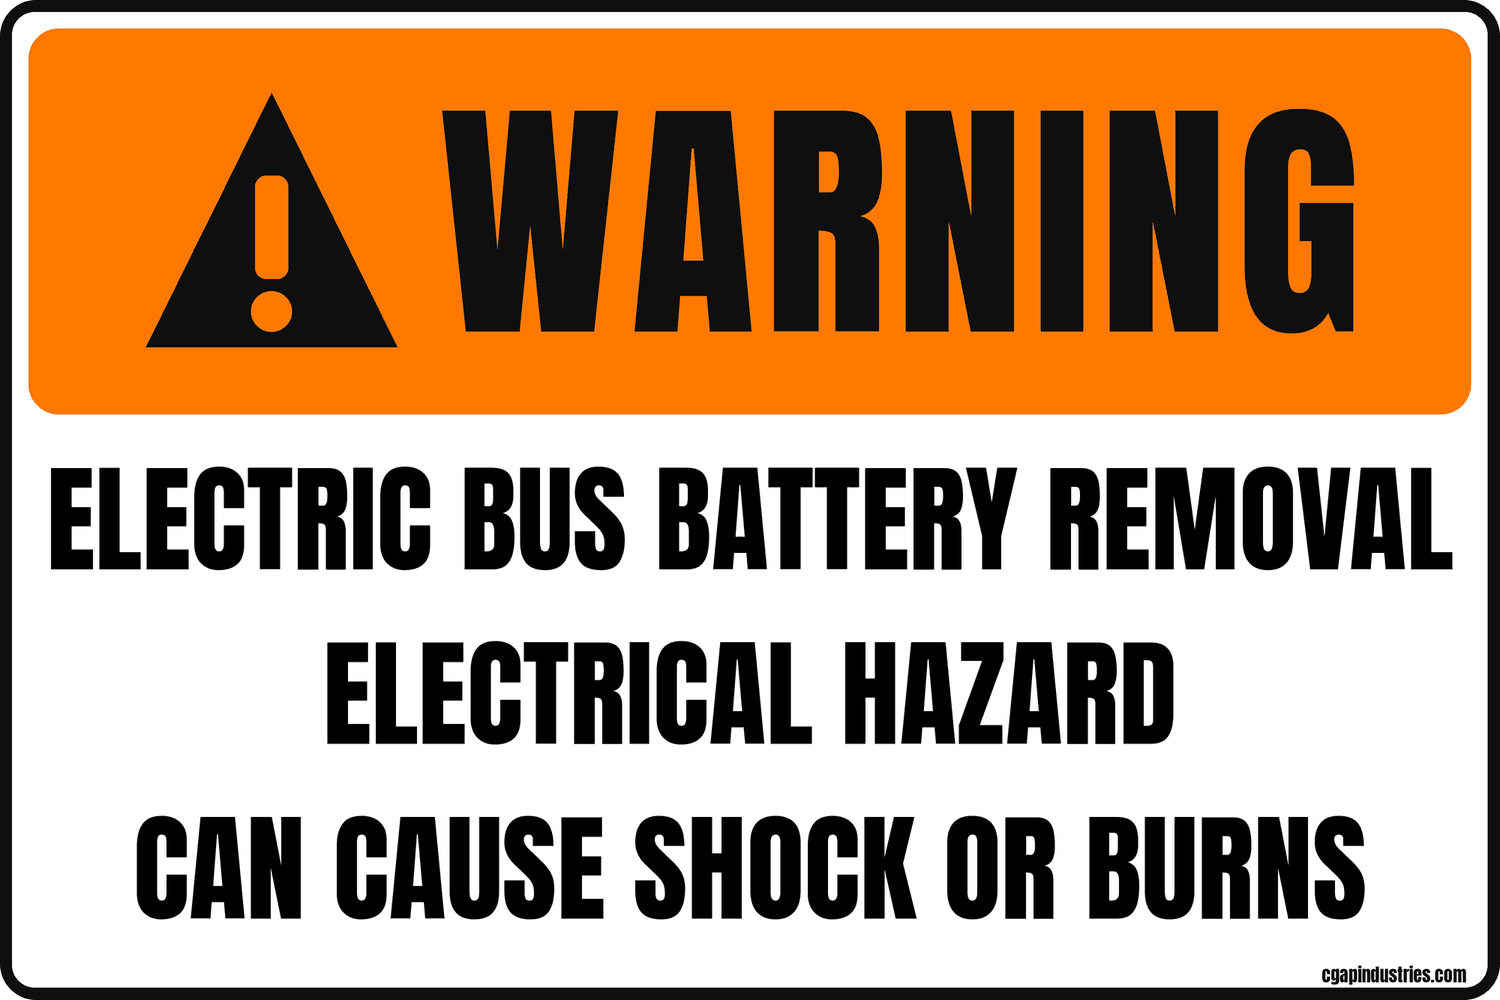 WARNING
ELECTRIC BUS BATTERY REMOVAL
ELECTRICAL HAZARD
CAN CAUSE SHOCK OR BURNS
cgapindustries.com